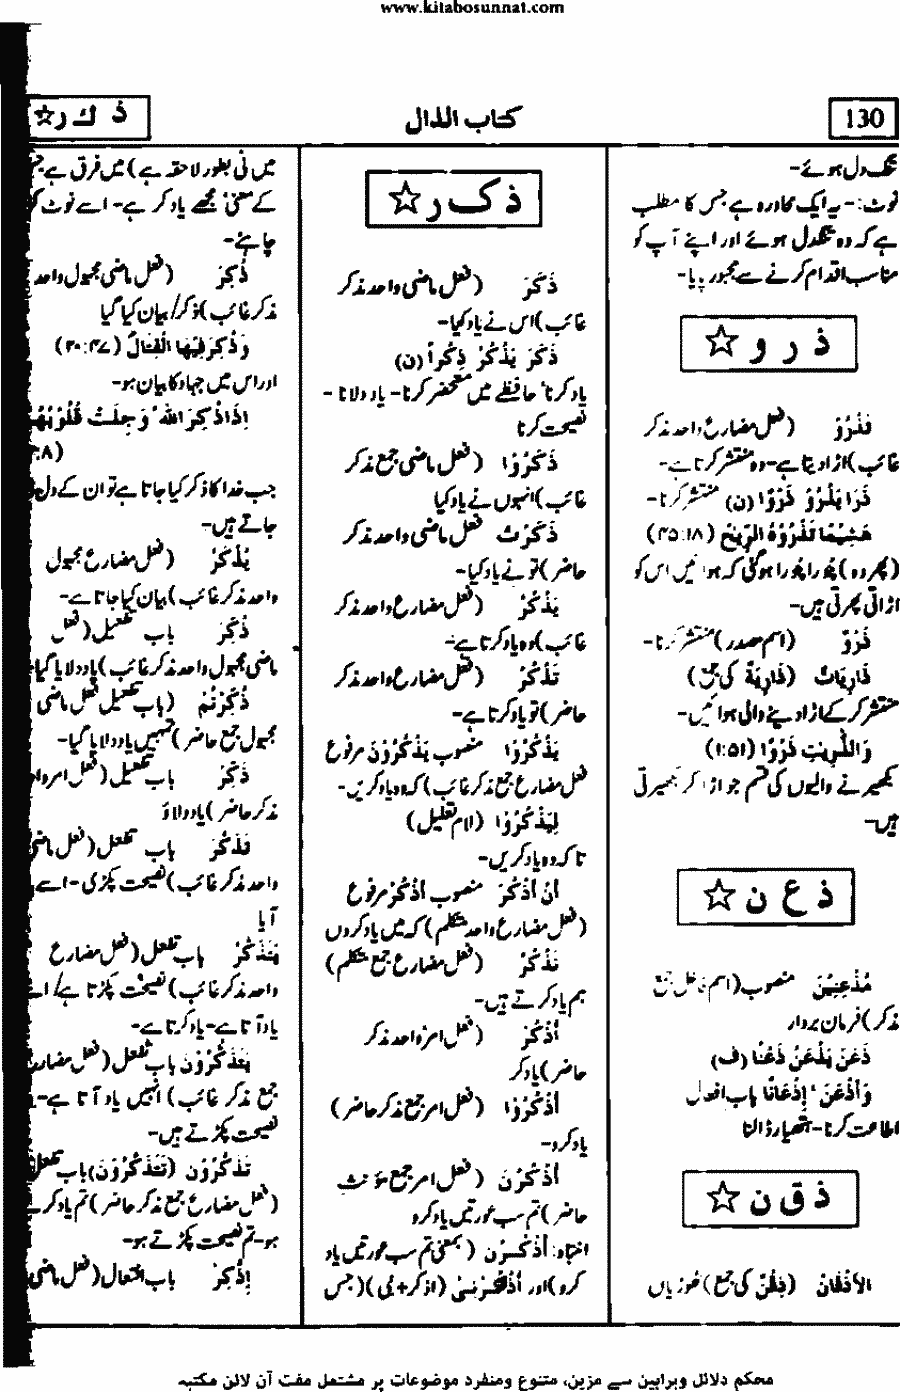 www.kitabosunnat.com
130
کتاب الذال
ذ ك ر ☆
تنگ دل ہوئے-
نوٹ:- یہ ایک محاورہ ہے جس کا مطلب
ہے کہ وہ تنگدل ہوئے اور اپنے آپ کو
مناسب اقدام کرنے سے مجبور پایا-
ذ ر و ☆
تَذْرُوْ (فعل مضارع واحد مذکر
غائب) اڑا دیتا ہے- وہ منتشر کرتا ہے-
ذَرَا يَذْرُوْ ذَرْوًا (ن) منتشر کرنا-
هَشِيْمًا تَذْرُوْهُ الرِّيْحُ (۴۵:۱۸)
(پھر وہ) چُورا چُورا ہو گئی کہ ہوائیں اس کو
اڑاتی پھرتی ہیں-
ذَرْوٌ (اسم مصدر) منتشر کرنا-
ذَارِيَاتٌ (ذَارِيَةٌ کی جمع)
منتشر کر کے اڑا دینے والی ہوائیں-
وَالذّٰرِيٰتِ ذَرْوًا (۱:۵۱)
بکھیرنے والیوں کی قسم جو اڑا کر بکھیرتی
ہیں-
ذ ع ن ☆
مُذْعِنِيْنَ منصوب (اسم فاعل جمع
مذکر) فرمان بردار
ذَعَنَ يَذْعَنُ ذَعْنًا (ف)
وَاَذْعَنَ ' اِذْعَانًا باب افعال
اطاعت کرنا- ہتھیار ڈالنا
ذ ق ن ☆
الاَذْقَانُ (ذِقْنٌ کی جمع) ٹھوڑیاں
ذ ک ر ☆
ذَكَرَ (فعل ماضی واحد مذکر
غائب) اس نے یاد کیا-
ذَكَرَ يَذْكُرُ ذِكْراً (ن)
یاد کرنا' حافظے میں مستحضر کرنا- یاد دلانا-
نصیحت کرنا
ذَكَرُوْا (فعل ماضی جمع مذکر
غائب) انہوں نے یاد کیا
ذَكَرْتَ فعل ماضی واحد مذکر
حاضر) تو نے یاد کیا-
يَذْكُرُ (فعل مضارع واحد مذکر
غائب) وہ یاد کرتا ہے-
تَذْكُرُ (فعل مضارع واحد مذکر
حاضر) تو یاد کرتا ہے-
يَذْكُرُوْا منصوب يَذْكُرُوْنَ مرفوع
فعل مضارع جمع مذکر غائب) کہ وہ یاد کریں-
لِيَذْكُرُوْا (لام تعلیل)
تا کہ وہ یاد کریں-
اَنْ اَذْكُرَ منصوب اَذْكُرُ مرفوع
(فعل مضارع واحد متکلم) کہ میں یاد کروں
نَذْكُرُ (فعل مضارع جمع متکلم)
ہم یاد کرتے ہیں-
اُذْكُرْ (فعل امر واحد مذکر
حاضر) یاد کر
اُذْكُرُوْا (فعل امر جمع مذکر حاضر)
یاد کرو-
اُذْكُرْنَ (فعل امر جمع مؤنث
حاضر) تم سب عورتیں یاد کرو
انتباہ: اُذْكُرْنَ (بمعنی تم سب عورتیں یاد
کرو) اور اُذْكُرْنِىْ (اذکر+نی) (جس
میں نی بطور لاحقہ ہے) میں فرق ہے جس
کے معنی' مجھے یاد کر ہے- اسے نوٹ
چاہئے-
ذُكِرَ (فعل ماضی مجہول واحد
مذکر غائب) ذکر/ بیان کیا گیا
وَذُكِرَ فِيْهَا الْقِتَالُ (۲۰:۴۷)
اور اس میں جہاد کا بیان ہو-
اِذَا ذُكِرَ اللّٰهُ وَجِلَتْ قُلُوْبُهُمْ
:۸)
جب خدا کا ذکر کیا جاتا ہے تو ان کے دل
جاتے ہیں-
يُذْكَرُ (فعل مضارع مجہول
واحد مذکر غائب) بیان کیا جاتا ہے-
ذُكِّرَ باب تفعیل (فعل
ماضی مجہول واحد مذکر غائب) یاد دلایا گیا-
ذُكِّرْتُمْ (باب تفعیل فعل ماضی
مجہول جمع حاضر) تمہیں یاد دلایا گیا-
ذَكِّرْ باب تفعیل (فعل امر واحد
مذکر حاضر) یاد دلاؤ
تَذَكَّرَ باب تفعل (فعل ماضی
واحد مذکر غائب) نصیحت پکڑی- اسے
آیا
يَتَذَكَّرُ باب تفعل (فعل مضارع
واحد مذکر غائب) نصیحت پکڑتا ہے/ اسے
یاد آتا ہے- یاد کرتا ہے-
يَتَذَكَّرُوْنَ باب تفعل (فعل مضارع
جمع مذکر غائب) انہیں یاد آتا ہے-
نصیحت پکڑتے ہیں-
تَذَكَّرُوْنَ (تَتَذَكَّرُوْنَ) باب تفعل
(فعل مضارع جمع مذکر حاضر) تم یاد کرتے
ہو- تم نصیحت پکڑتے ہو-
اِذَّكَرَ باب افتعال (فعل ماضی
محکم دلائل وبراہین سے مزین، متنوع ومنفرد موضوعات پر مشتمل مفت آن لائن مکتبہ